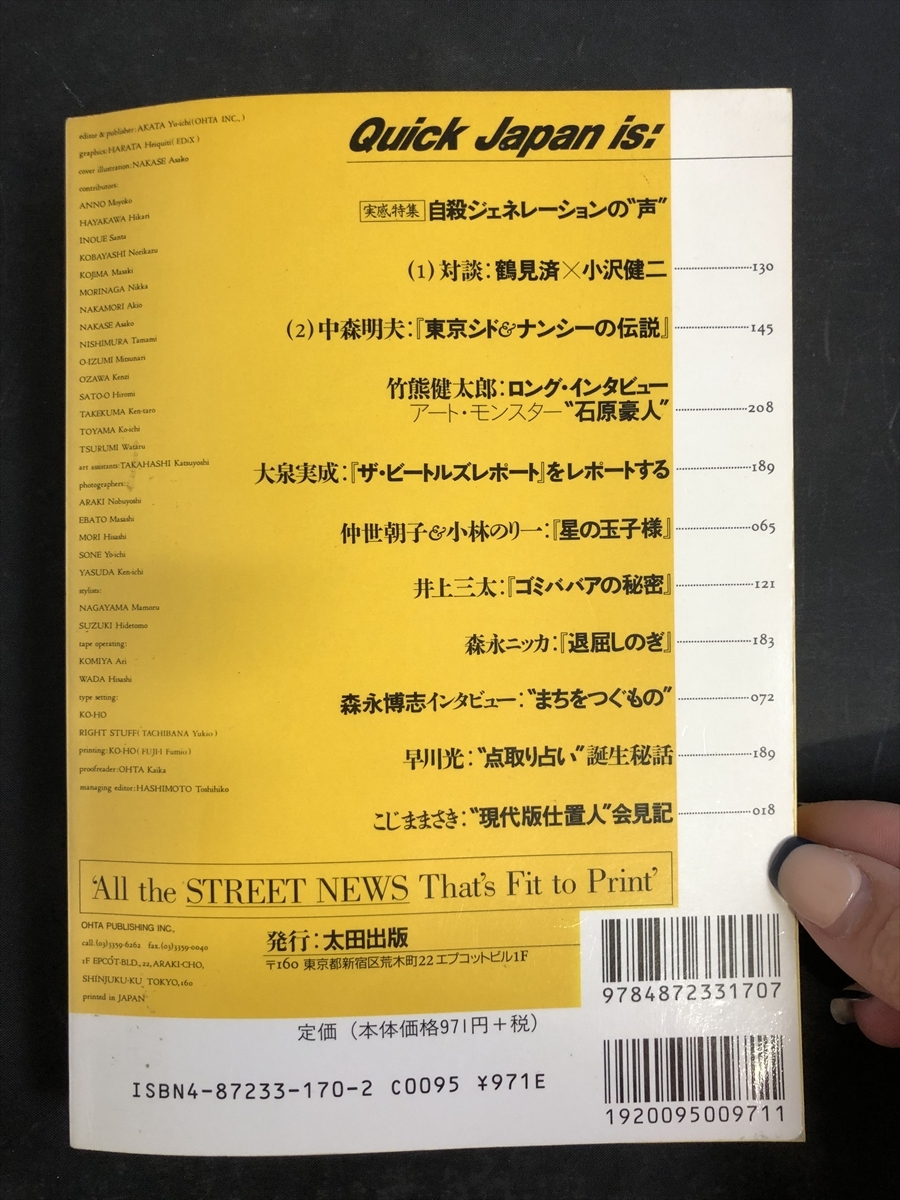 editor & publisher: AKATA Yu-ichi (OHTA INC.,)
graphics: HARATA Heiquiti (EDiX)
cover illustration: NAKASE Asako
contributors:
ANNO Moyoko
HAYAKAWA Hikari
INOUE Santa
KOBAYASHI Norikazu
KOJIMA Masaki
MORINAGA Nikka
NAKAMORI Akio
NAKASE Asako
NISHIMURA Tamami
O-IZUMI Mitsunari
OZAWA Kenzi
SATO-O Hiromi
TAKEKUMA Ken-taro
TOYAMA Ko-ichi
TSURUMI Wataru
art assistants: TAKAHASHI Katsuyoshi
photographers:
ARAKI Nobuyoshi
EBATO Masashi
MORI Hisashi
SONE Yo-ichi
YASUDA Ken-ichi
stylists:
NAGAYAMA Mamoru
SUZUKI Hidetomo
tape operating:
KOMIYA Ari
WADA Hisashi
type setting:
KO-HO
RIGHT STUFF (TACHIBANA Yukio)
printing: KO-HO (FUJI-I Fumio)
proofreader: OHTA Kaika
managing editor: HASHIMOTO Toshihiko
Quick Japan is:
実感特集 自殺ジェネレーションの"声"
(1)対談:鶴見済×小沢健二 130
(2)中森明夫:『東京シド&ナンシーの伝説』 145
竹熊健太郎:ロング・インタビュー
アート・モンスター"石原豪人" 208
大泉実成:『ザ・ビートルズレポート』をレポートする 189
仲世朝子&小林のり一:『星の玉子様』 065
井上三太:『ゴミババアの秘密』 121
森永ニッカ:『退屈しのぎ』 183
森永博志インタビュー:"まちをつぐもの" 072
早川光:"点取り占い"誕生秘話 189
こじままさき:"現代版仕置人"会見記 018
'All the STREET NEWS That's Fit to Print'
OHTA PUBLISHING INC.,
call.(03)3359-6262 fax.(03)3359-0040
1F EPCOT-BLD., 22, ARAKI-CHO,
SHINJUKU-KU, TOKYO, 160
printed in JAPAN
発行:太田出版
〒160 東京都新宿区荒木町22 エプコットビル1F
9784872331707
定価(本体価格971円+税)
ISBN4-87233-170-2 C0095 ¥971E
1920095009711